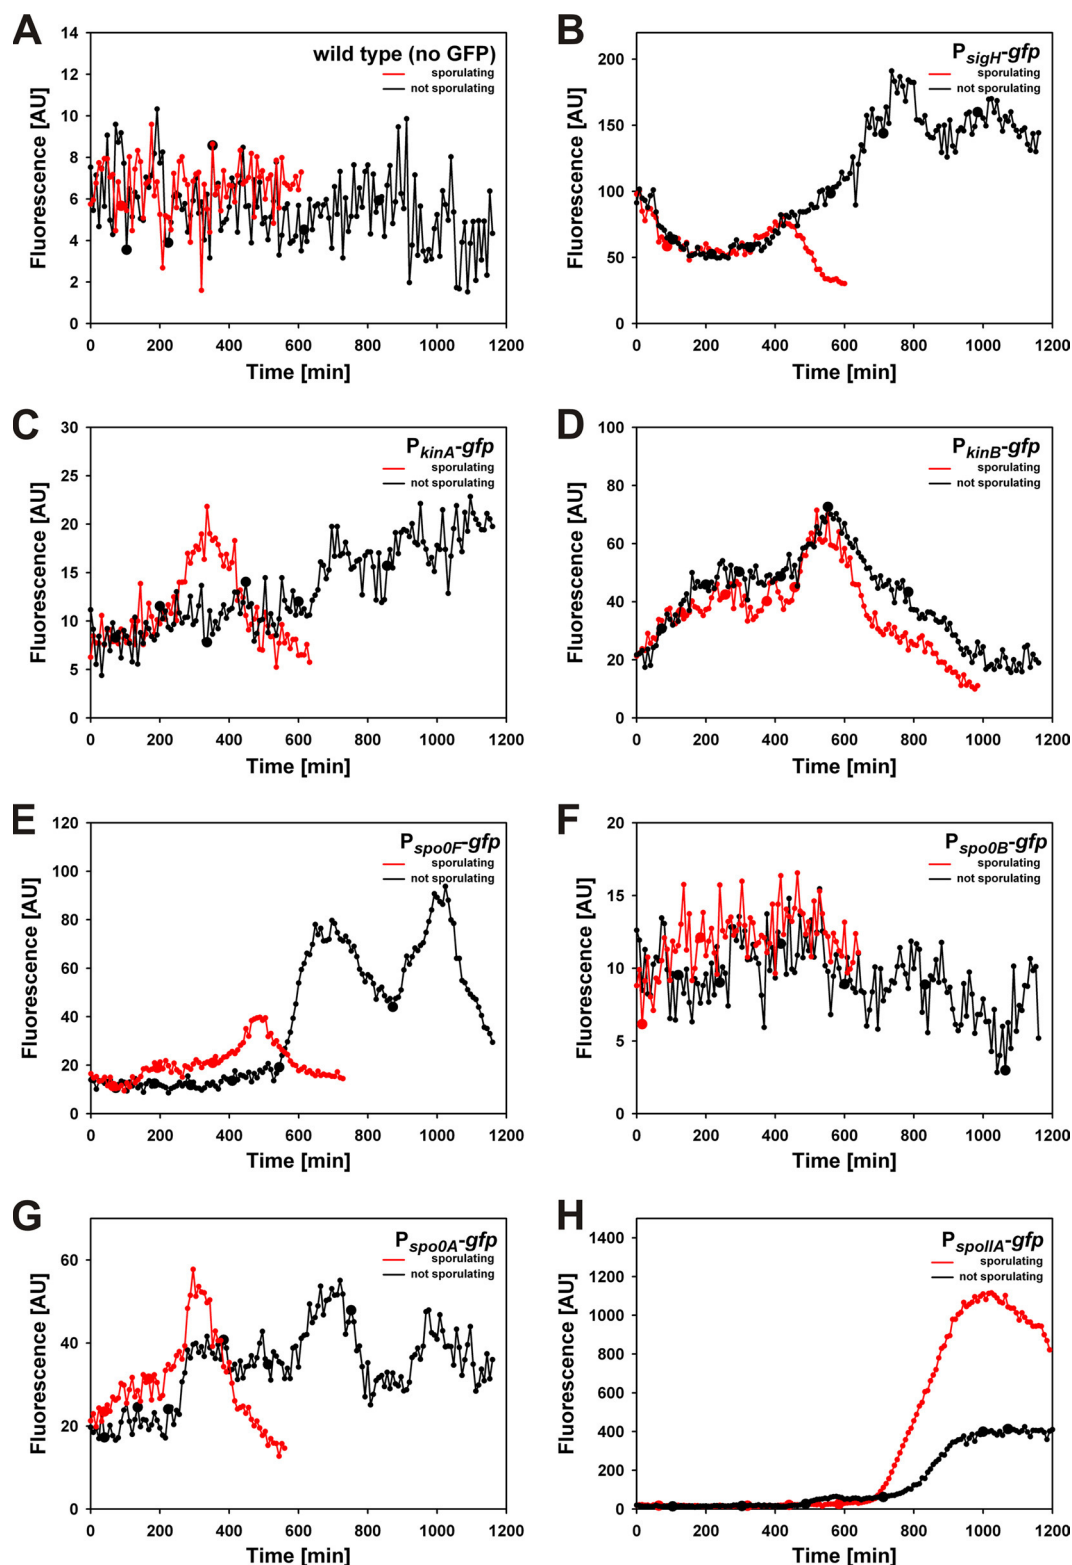 A
wild type (no GFP)
sporulating
not sporulating
Fluorescence [AU]
14
12
10
8
6
4
2
0
0 200 400 600 800 1000 1200
Time [min]
B
PsigH-gfp
sporulating
not sporulating
Fluorescence [AU]
200
150
100
50
0
0 200 400 600 800 1000 1200
Time [min]
C
PkinA-gfp
sporulating
not sporulating
Fluorescence [AU]
30
25
20
15
10
5
0
0 200 400 600 800 1000 1200
Time [min]
D
PkinB-gfp
sporulating
not sporulating
Fluorescence [AU]
100
80
60
40
20
0
0 200 400 600 800 1000 1200
Time [min]
E
Pspo0F-gfp
sporulating
not sporulating
Fluorescence [AU]
120
100
80
60
40
20
0
0 200 400 600 800 1000 1200
Time [min]
F
Pspo0B-gfp
sporulating
not sporulating
Fluorescence [AU]
20
15
10
5
0
0 200 400 600 800 1000 1200
Time [min]
G
Pspo0A-gfp
sporulating
not sporulating
Fluorescence [AU]
60
40
20
0
0 200 400 600 800 1000 1200
Time [min]
H
PspoIIA-gfp
sporulating
not sporulating
Fluorescence [AU]
1400
1200
1000
800
600
400
200
0
0 200 400 600 800 1000 1200
Time [min]